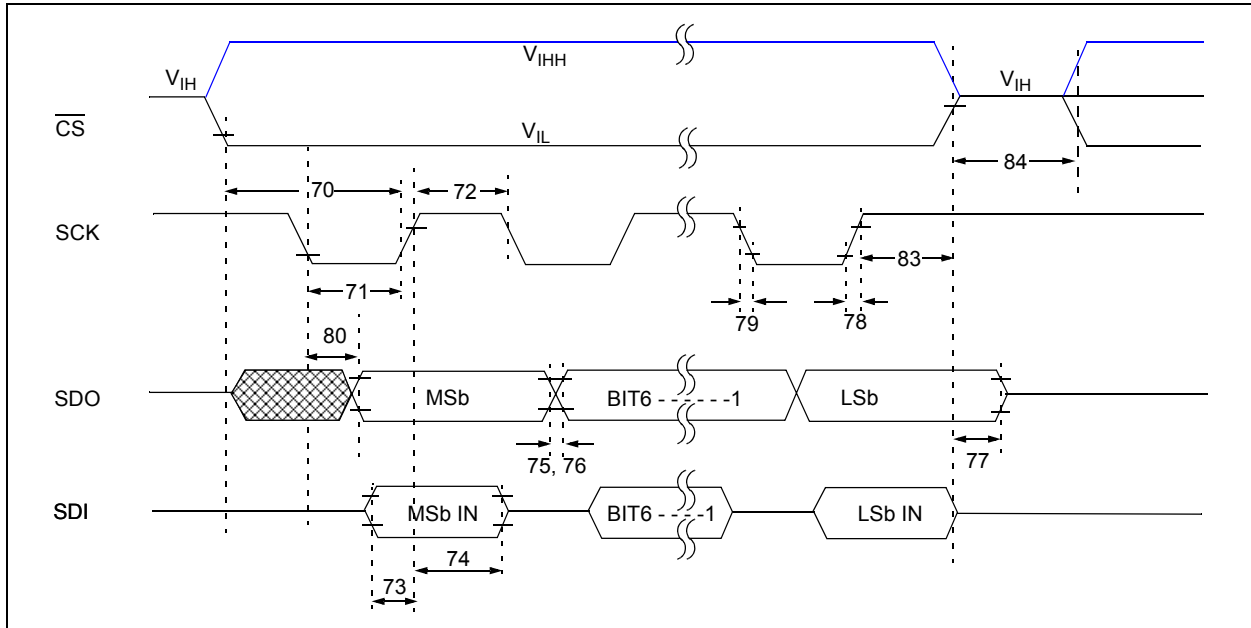 VIHH
VIH
VIH
CS
VIL
84
70
72
SCK
83
71
79
78
80
SDO
MSb
BIT6 - - - - - - -1
LSb
75, 76
77
SDI
MSb IN
BIT6 - - - - -1
LSb IN
74
73